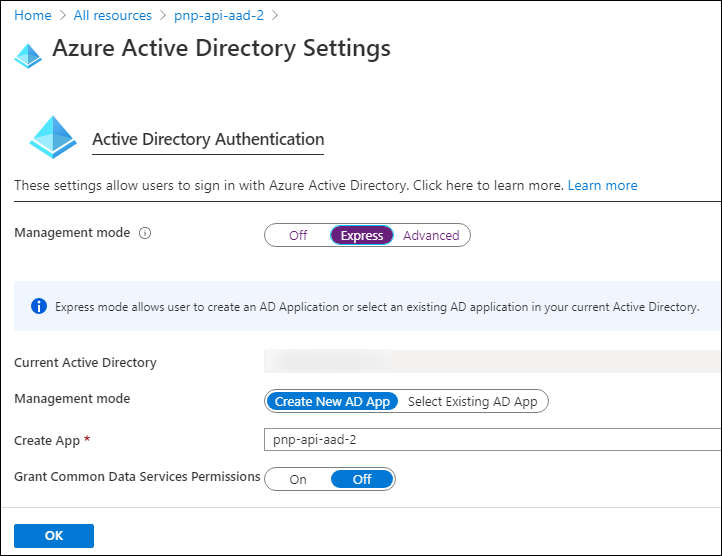 Home > All resources > pnp-api-aad-2 >
Azure Active Directory Settings
Active Directory Authentication
These settings allow users to sign in with Azure Active Directory. Click here to learn more. Learn more
Management mode Off Express Advanced
Express mode allows user to create an AD Application or select an existing AD application in your current Active Directory.
Current Active Directory
Management mode Create New AD App Select Existing AD App
Create App * pnp-api-aad-2
Grant Common Data Services Permissions On Off
OK